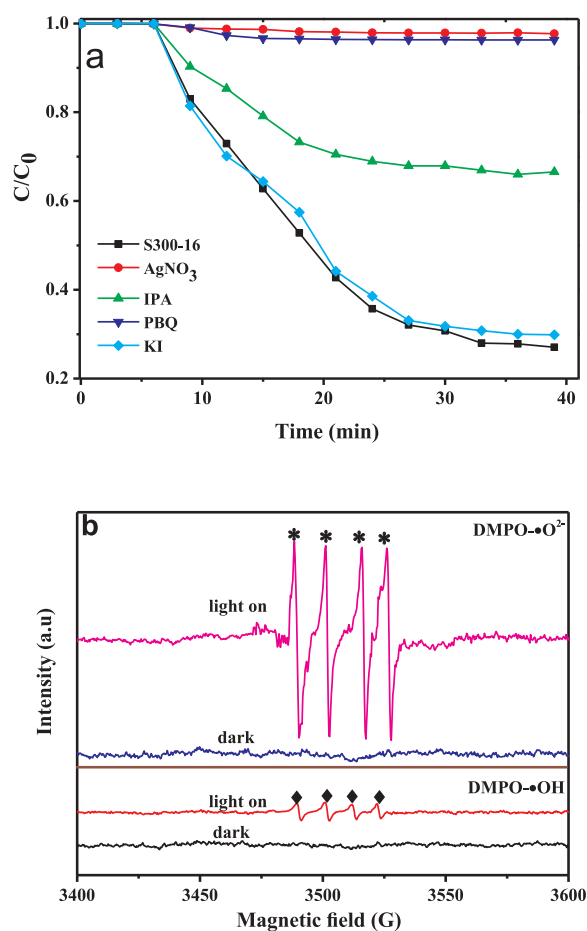 1.0
0.8
0.6
0.4
0.2
C/C0
a
S300-16
AgNO3
IPA
PBQ
KI
0 10 20 30 40
Time (min)
b
DMPO-•O2-
light on
dark
DMPO-•OH
light on
dark
Intensity (a.u)
3400 3450 3500 3550 3600
Magnetic field (G)